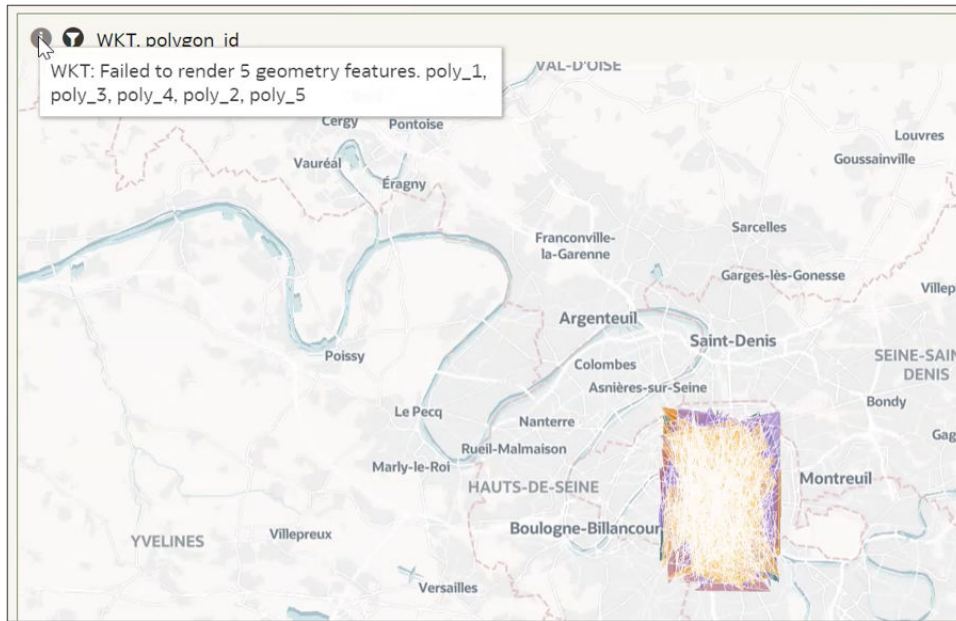 WKT, polygon_id
WKT: Failed to render 5 geometry features. poly_1,
poly_3, poly_4, poly_2, poly_5
VAL-D'OISE
Cergy
Pontoise
Louvres
Vauréal
Goussainville
Éragny
Sarcelles
Franconville-
la-Garenne
Garges-lès-Gonesse
Villep
Argenteuil
Saint-Denis
Poissy
Colombes
SEINE-SAIN
DENIS
Asnières-sur-Seine
Le Pecq
Bondy
Nanterre
Rueil-Malmaison
Gag
Marly-le-Roi
Montreuil
HAUTS-DE-SEINE
Boulogne-Billancour
Villepreux
YVELINES
Versailles